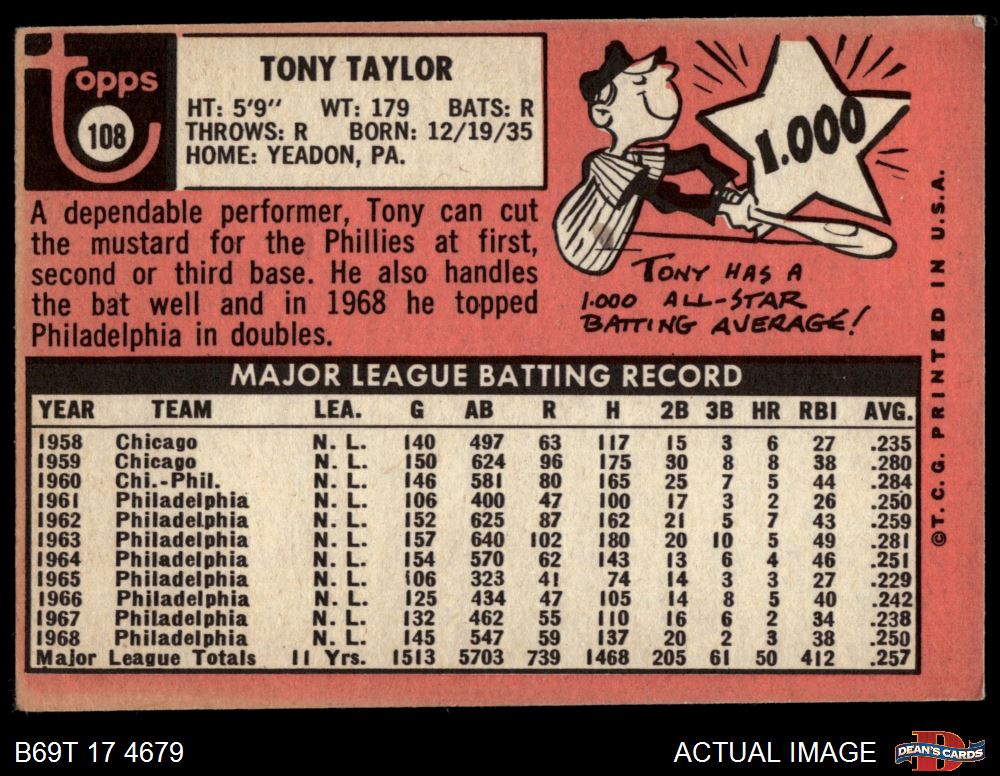 topps
108
TONY TAYLOR
HT: 5'9" WT: 179 BATS: R
THROWS: R BORN: 12/19/35
HOME: YEADON, PA.
A dependable performer, Tony can cut
the mustard for the Phillies at first,
second or third base. He also handles
the bat well and in 1968 he topped
Philadelphia in doubles.
1.000
TONY HAS A
1.000 ALL-STAR
BATTING AVERAGE!
MAJOR LEAGUE BATTING RECORD
YEAR TEAM LEA. G AB R H 2B 3B HR RBI AVG.
1958 Chicago N. L. 140 497 63 117 15 3 6 27 .235
1959 Chicago N. L. 150 624 96 175 30 8 8 38 .280
1960 Chi.-Phil. N. L. 146 581 80 165 25 7 5 44 .284
1961 Philadelphia N. L. 106 400 47 100 17 3 2 26 .250
1962 Philadelphia N. L. 152 625 87 162 21 5 7 43 .259
1963 Philadelphia N. L. 157 640 102 180 20 10 5 49 .281
1964 Philadelphia N. L. 154 570 62 143 13 6 4 46 .251
1965 Philadelphia N. L. 106 323 41 74 14 3 3 27 .229
1966 Philadelphia N. L. 125 434 47 105 14 8 5 40 .242
1967 Philadelphia N. L. 132 462 55 110 16 6 2 34 .238
1968 Philadelphia N. L. 145 547 59 137 20 2 3 38 .250
Major League Totals 11 Yrs. 1513 5703 739 1468 205 61 50 412 .257
©T. C. G. PRINTED IN U. S. A.
B69T 17 4679
ACTUAL IMAGE
D
DEAN'S CARDS